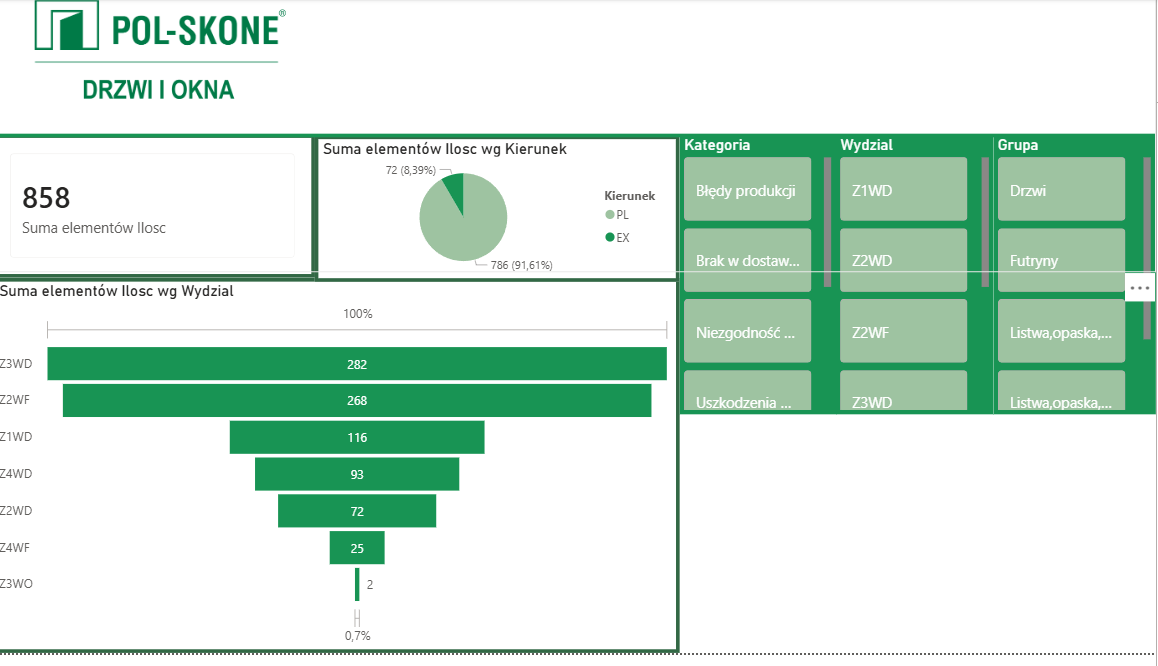 POL-SKONE®
DRZWI I OKNA
858
Suma elementów Ilosc
Suma elementów Ilosc wg Kierunek
72 (8,39%)
786 (91,61%)
Kierunek
PL
EX
Kategoria
Błędy produkcji
Brak w dostaw...
Niezgodność ...
Uszkodzenia ...
Wydzial
Z1WD
Z2WD
Z2WF
Z3WD
Grupa
Drzwi
Futryny
Listwa,opaska,...
Listwa,opaska,...
Suma elementów Ilosc wg Wydzial
100%
Z3WD 282
Z2WF 268
Z1WD 116
Z4WD 93
Z2WD 72
Z4WF 25
Z3WO 2
0,7%